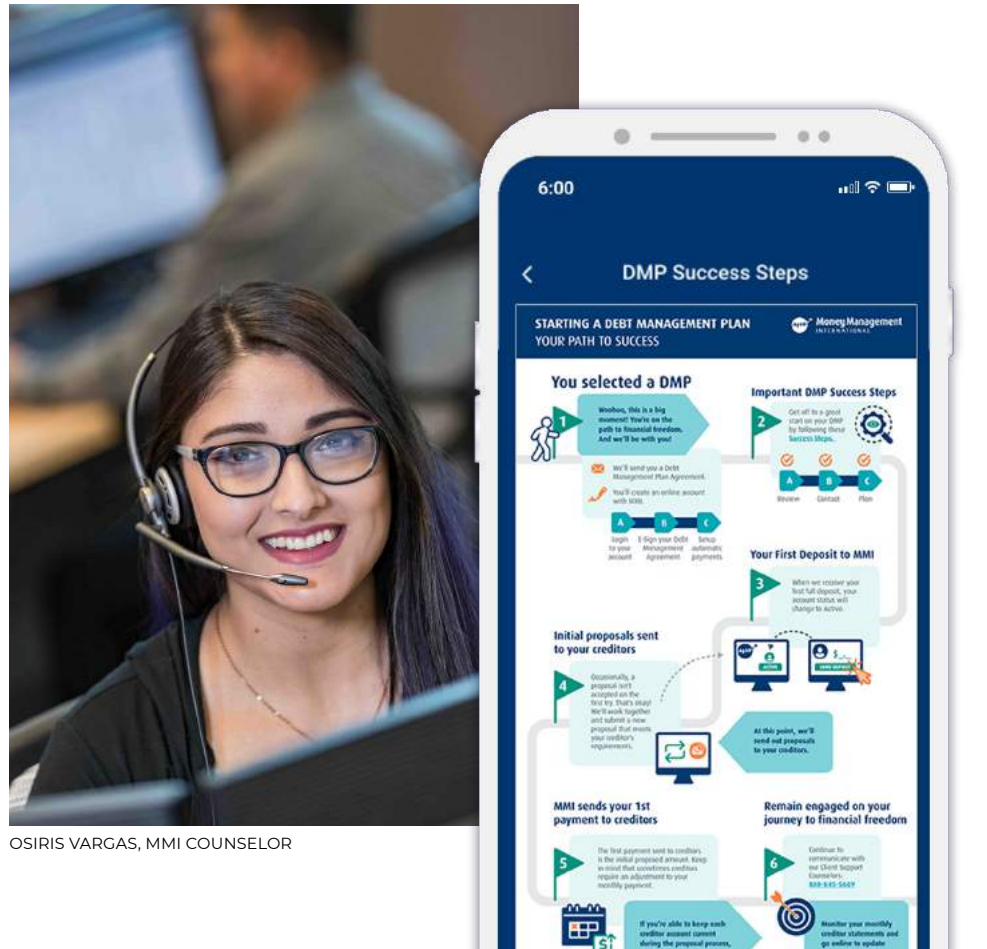 OSIRIS VARGAS, MMI COUNSELOR
6:00
DMP Success Steps
STARTING A DEBT MANAGEMENT PLAN
YOUR PATH TO SUCCESS
Money Management
INTERNATIONAL
You selected a DMP
1
Woohoo, this is a big
moment! You're on the
path to financial freedom.
And we'll be with you!
We'll send you a Debt
Management Plan Agreement.
You'll create an online account
with MMI.
A
B
C
Login
to your
account
E-Sign your Debt
Management
Agreement
Setup
automatic
payments
Important DMP Success Steps
2
Get off to a good
start on your DMP
by following these
Success Steps.
A
B
C
Review
Contact
Plan
Your First Deposit to MMI
3
When we receive your
first full deposit, your
account status will
change to Active.
ACTIVE
$
SEND DEPOSIT
Initial proposals sent
to your creditors
4
Occasionally, a
proposal isn't
accepted on the
first try, that's okay!
We'll work together
and submit a new
proposal that meets
your creditor's
requirements.
At this point, we'll
send out proposals
to your creditors.
MMI sends your 1st
payment to creditors
5
The first payment sent to creditors
is the initial proposed amount. Keep
in mind that sometimes creditors
require an adjustment to your
monthly payment.
$
If you're able to keep each
creditor account current
during the proposal process,
Remain engaged on your
journey to financial freedom
6
Continue to
communicate with
our Client Support
Counselors.
Monitor your monthly
creditor statements and
go online to update